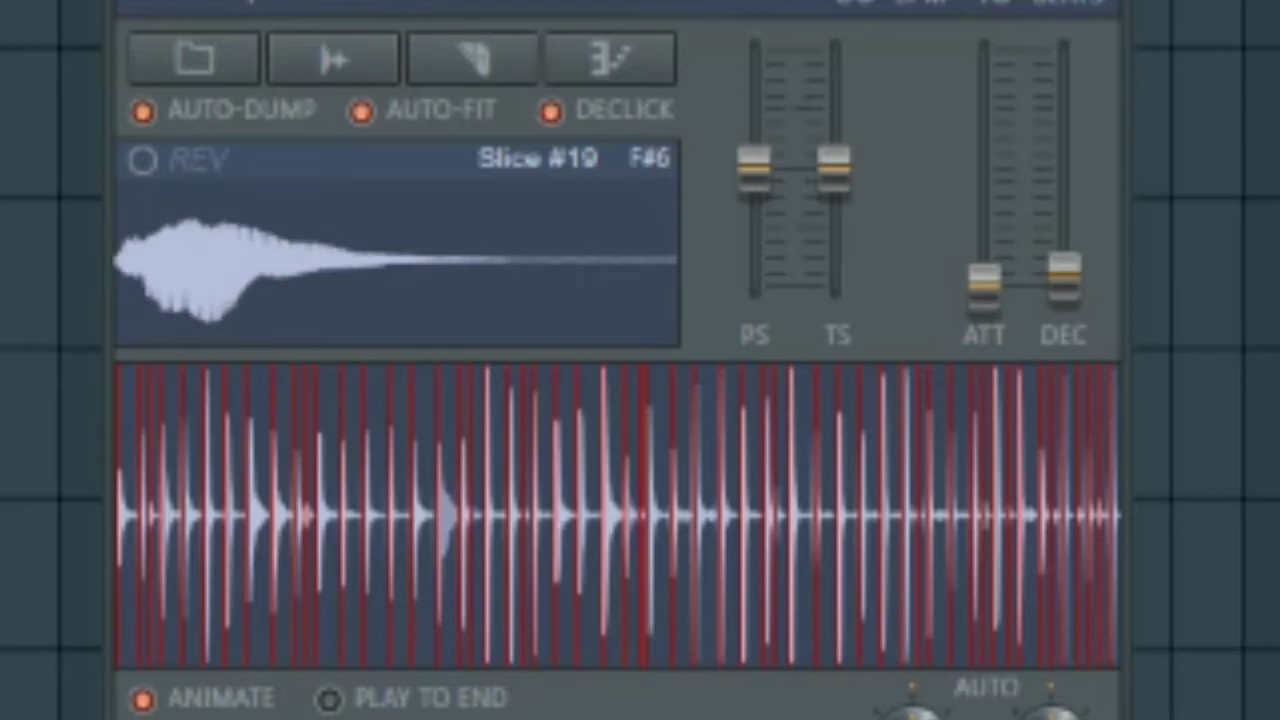 AUTO-DUMP AUTO-FIT DECLICK
REV Slice #19 F#6
PS TS ATT DEC
ANIMATE PLAY TO END AUTO